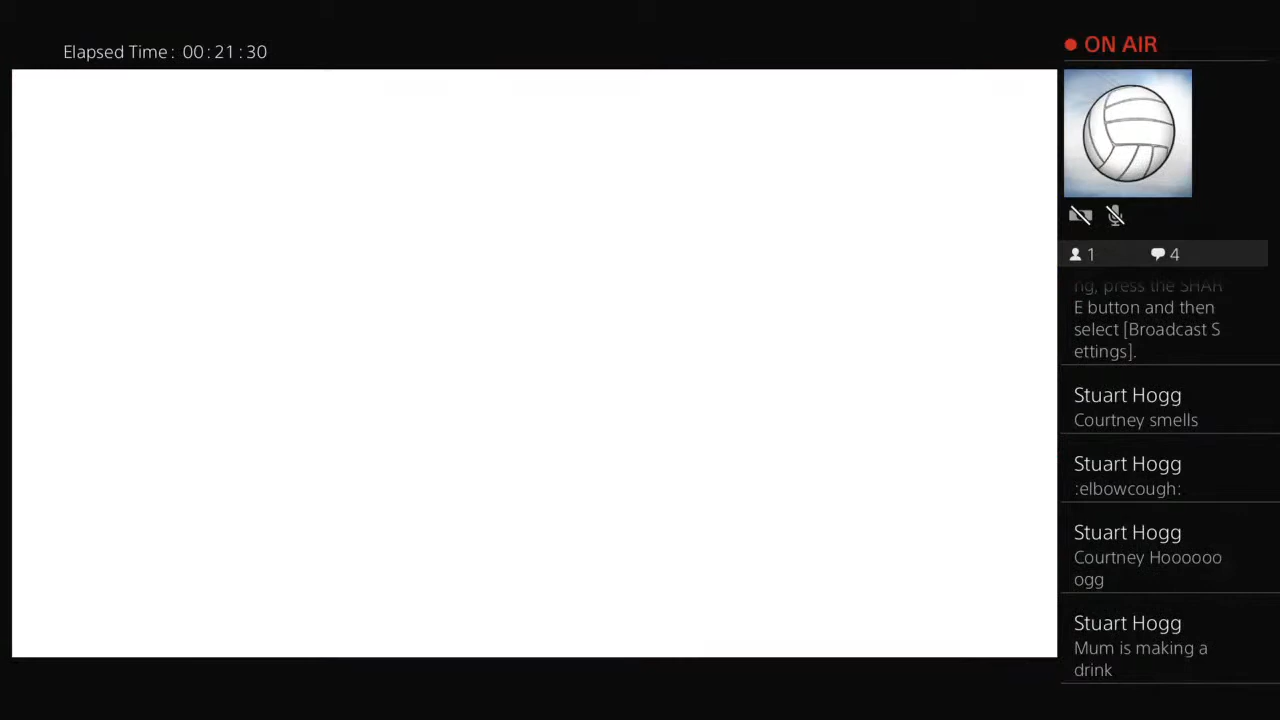 Elapsed Time: 00:21:30
ON AIR
1 4
ng, press the SHAR
E button and then
select [Broadcast S
ettings].
Stuart Hogg
Courtney smells
Stuart Hogg
:elbowcough:
Stuart Hogg
Courtney Hoooooo
ogg
Stuart Hogg
Mum is making a
drink